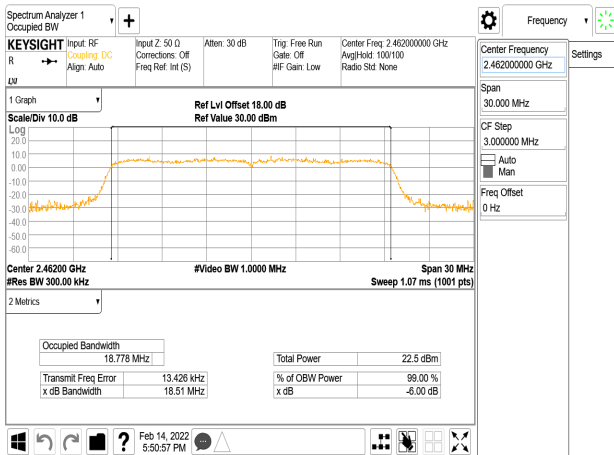 Spectrum Analyzer 1
Occupied BW
Frequency
KEYSIGHT
R
Input: RF
Coupling: DC
Align: Auto
Input Z: 50 Ω
Corrections: Off
Freq Ref: Int (S)
Atten: 30 dB
Trig: Free Run
Gate: Off
#IF Gain: Low
Center Freq: 2.462000000 GHz
Avg|Hold: 100/100
Radio Std: None
Center Frequency
2.462000000 GHz
Settings
Span
30.000 MHz
CF Step
3.000000 MHz
Auto
Man
Freq Offset
0 Hz
1 Graph
Scale/Div 10.0 dB
Ref Lvl Offset 18.00 dB
Ref Value 30.00 dBm
Log
20.0
10.0
0.00
-10.0
-20.0
-30.0
-40.0
-50.0
-60.0
Center 2.46200 GHz
#Res BW 300.00 kHz
#Video BW 1.0000 MHz
Span 30 MHz
Sweep 1.07 ms (1001 pts)
2 Metrics
Occupied Bandwidth
18.778 MHz
Transmit Freq Error 13.426 kHz
x dB Bandwidth 18.51 MHz
Total Power 22.5 dBm
% of OBW Power 99.00 %
x dB -6.00 dB
?
Feb 14, 2022
5:50:57 PM